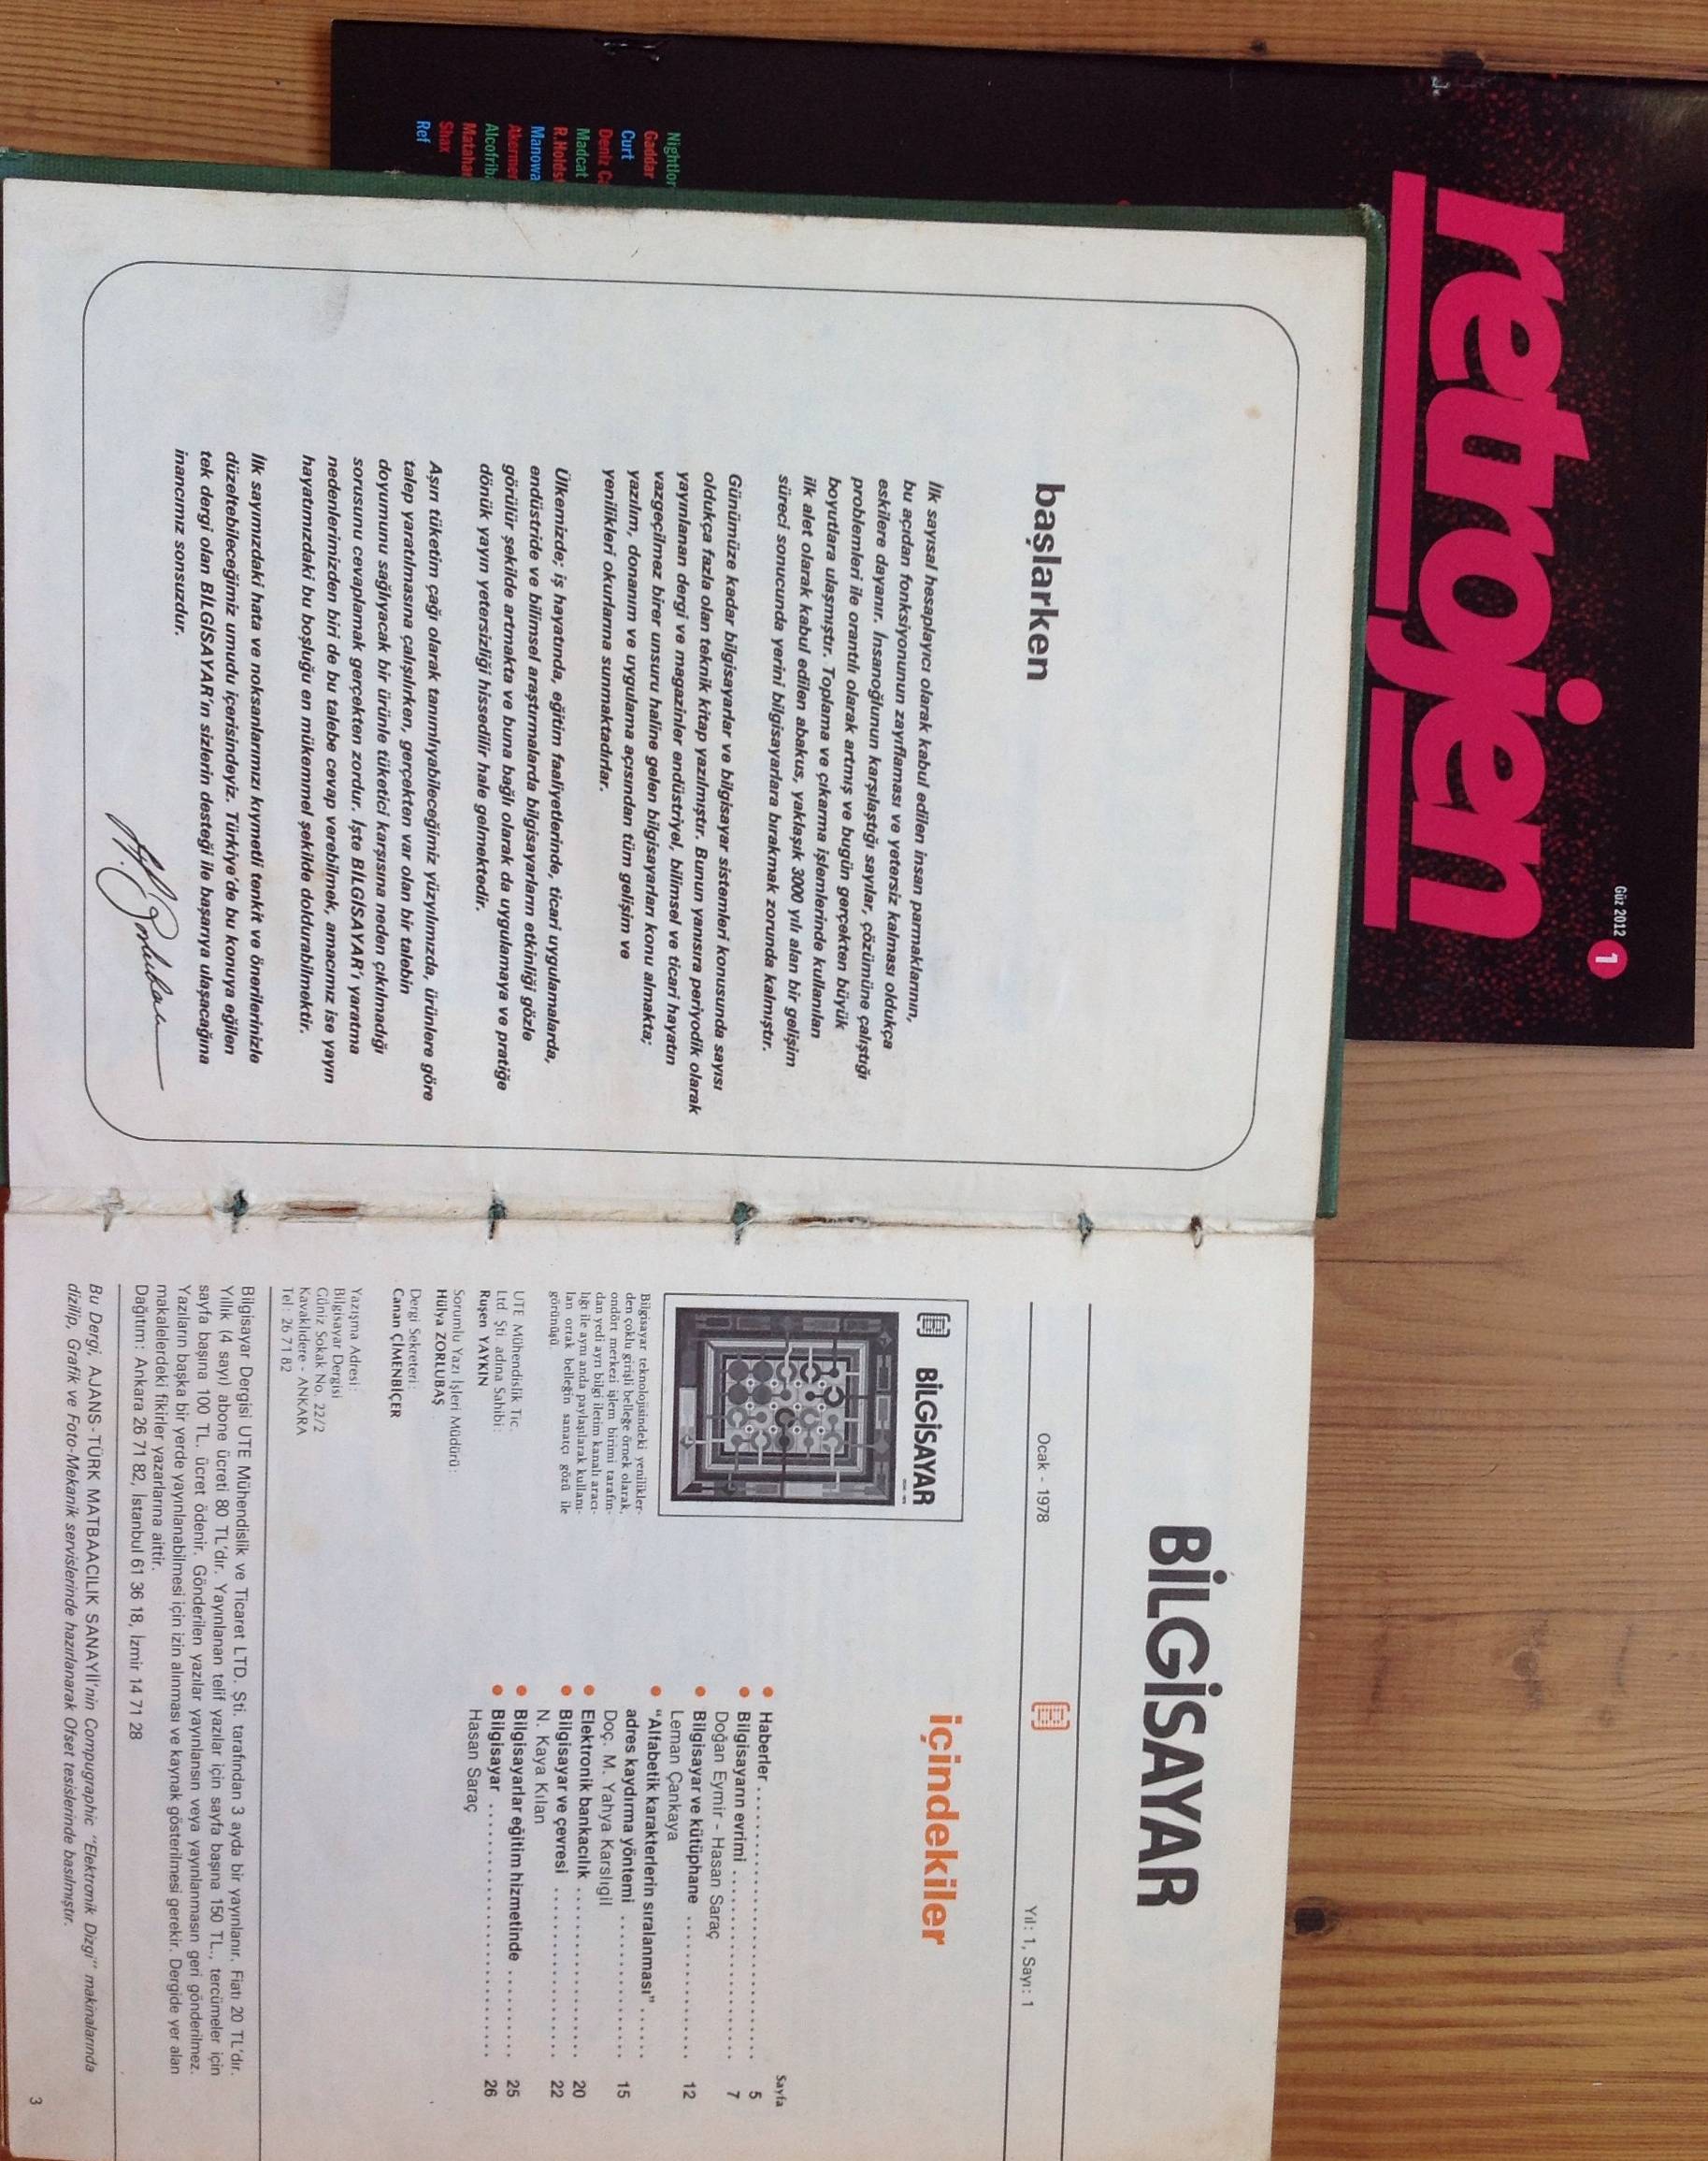 Güz 2012 1
retrojen
Nightlor
Gaddar
Curt
Deniz
Madcat
R.Holds
Manowa
Akermen
Alcofrib
Matahar
Shax
Ref
başlarken
İlk sayısal hesaplayıcı olarak kabul edilen insan parmaklarının,
bu açıdan fonksiyonunun zayıflaması ve yetersiz kalması oldukça
eskilere dayanır. İnsanoğlunun karşılaştığı sayılar, çözümüne çalıştığı
problemleri ile orantılı olarak artmış ve bugün gerçekten büyük
boyutlara ulaşmıştır. Toplama ve çıkarma işlemlerinde kullanılan
ilk alet olarak kabul edilen abakus, yaklaşık 3000 yılı alan bir gelişim
süreci sonucunda yerini bilgisayarlara bırakmak zorunda kalmıştır.
Günümüze kadar bilgisayarlar ve bilgisayar sistemleri konusunda sayısı
oldukça fazla olan teknik kitap yazılmıştır. Bunun yanısıra periyodik olarak
yayınlanan dergi ve magazinler endüstriyel, bilimsel ve ticari hayatın
vazgeçilmez birer unsuru haline gelen bilgisayarları konu almakta;
yazılım, donanım ve uygulama açısından tüm gelişim ve
yenilikleri okurlarına sunmaktadırlar.
Ülkemizde; iş hayatında, eğitim faaliyetlerinde, ticari uygulamalarda,
endüstride ve bilimsel araştırmalarda bilgisayarların etkinliği gözle
görülür şekilde artmakta ve buna bağlı olarak da uygulamaya ve pratiğe
dönük yayın yetersizliği hissedilir hale gelmektedir.
Aşırı tüketim çağı olarak tanımlıyabileceğimiz yüzyılımızda, ürünlere göre
talep yaratılmasına çalışılırken, gerçekten var olan bir talebin
doyumunu sağlıyacak bir ürünle tüketici karşısına neden çıkılmadığı
sorusunu cevaplamak gerçekten zordur. İşte BİLGİSAYAR'ı yaratma
nedenlerimizden biri de bu talebe cevap verebilmek, amacımız ise yayın
hayatımızdaki bu boşluğu en mükemmel şekilde doldurabilmektir.
İlk sayımızdaki hata ve noksanlarımızı kıymetli tenkit ve önerilerinizle
düzeltebileceğimiz umudu içerisindeyiz. Türkiye'de bu konuya eğilen
tek dergi olan BİLGİSAYAR'ın sizlerin desteği ile başarıya ulaşacağına
inancımız sonsuzdur.
BİLGİSAYAR
Ocak - 1978
Yıl: 1, Sayı: 1
BİLGİSAYAR
Bilgisayar teknolojisindeki yenilikler-
den çoklu girişli belleğe örnek olarak,
ondört merkezi işlem birimi tarafın-
dan yedi ayrı bilgi iletim kanalı aracı-
lığı ile aynı anda paylaşılarak kullanı-
lan ortak belleğin sanatçı gözü ile
görünüşü.
UTE Mühendislik Tic.
Ltd. Şti. adına Sahibi:
Ruşen YAYKIN
Sorumlu Yazı İşleri Müdürü:
Hülya ZORLUBAŞ
Dergi Sekreteri:
Canan ÇİMENBİÇER
Yazışma Adresi:
Bilgisayar Dergisi
Güniz Sokak No. 22/2
Kavaklıdere - ANKARA
Tel: 26 71 82
içindekiler
Sayfa
• Haberler . . . . . . . . . . . . . . . . . . . . . . 5
• Bilgisayarın evrimi . . . . . . . . . . . . . . . 7
Doğan Eymir - Hasan Saraç
• Bilgisayar ve kütüphane . . . . . . . . . . . . 12
Leman Çankaya
• "Alfabetik karakterlerin sıralanması" . . . . .
adres kaydırma yöntemi . . . . . . . . . . . . 15
Doç. M. Yahya Karslıgil
• Elektronik bankacılık . . . . . . . . . . . . . . 20
• Bilgisayar ve çevresi . . . . . . . . . . . . . . 22
N. Kaya Kılan
• Bilgisayarlar eğitim hizmetinde . . . . . . . . 25
• Bilgisayar . . . . . . . . . . . . . . . . . . . . . 26
Hasan Saraç
Bilgisayar Dergisi UTE Mühendislik ve Ticaret LTD. Şti. tarafından 3 ayda bir yayınlanır. Fiatı 20 TL'dır.
Yıllık (4 sayı) abone ücreti 80 TL'dır. Yayınlanan telif yazılar için sayfa başına 150 TL., tercümeler için
sayfa başına 100 TL. ücret ödenir. Gönderilen yazılar yayınlansın veya yayınlanmasın geri gönderilmez.
Yazıların başka bir yerde yayınlanabilmesi için izin alınması ve kaynak gösterilmesi gerekir. Dergide yer alan
makalelerdeki fikirler yazarlarına aittir.
Dağıtım: Ankara 26 71 82, İstanbul 61 36 18, İzmir 14 71 28
Bu Dergi, AJANS-TÜRK MATBAACILIK SANAYİİ'nin Compugraphic "Elektronik Dizgi" makinalarında
dizilip, Grafik ve Foto-Mekanik servislerinde hazırlanarak Ofset tesislerinde basılmıştır.
3